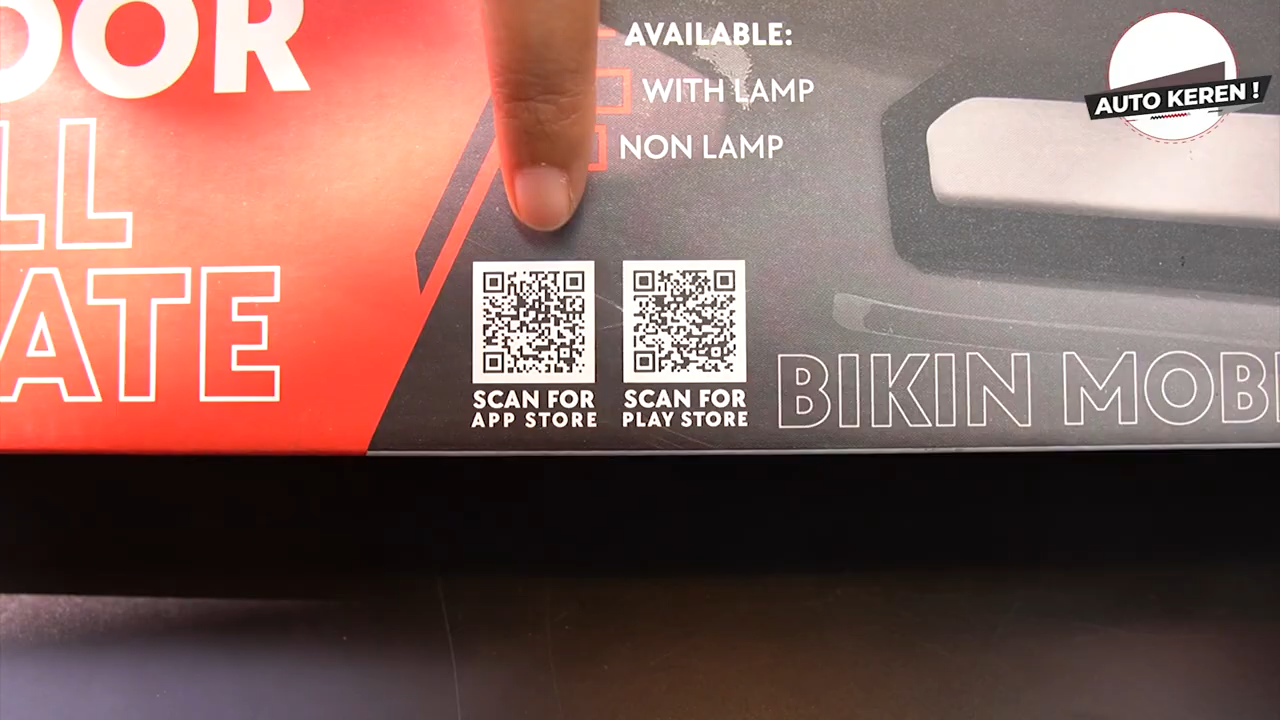 OOR
LL
ATE
AVAILABLE:
WITH LAMP
NON LAMP
SCAN FOR
APP STORE
SCAN FOR
PLAY STORE
BIKIN MOBI
AUTO KEREN !